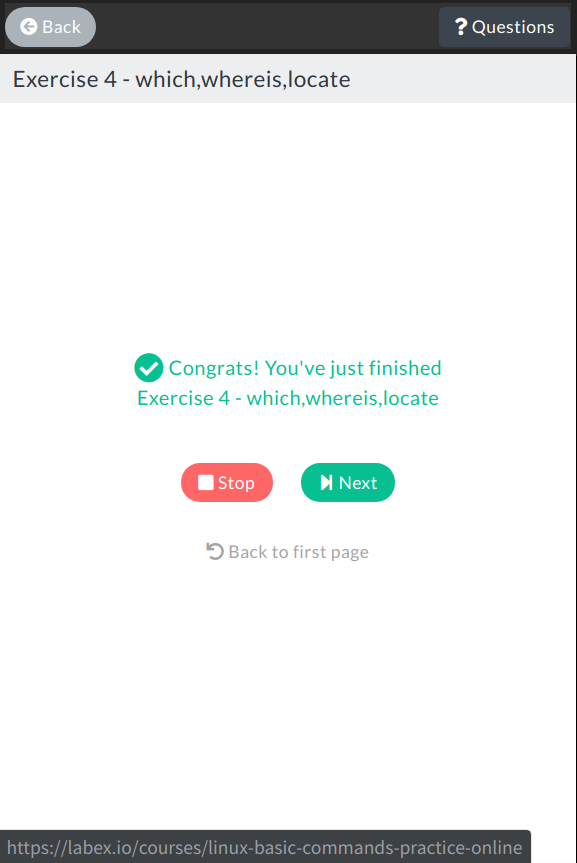 Back
? Questions
Exercise 4 - which,whereis,locate
Congrats! You've just finished
Exercise 4 - which,whereis,locate
Stop
Next
Back to first page
https://labex.io/courses/linux-basic-commands-practice-online